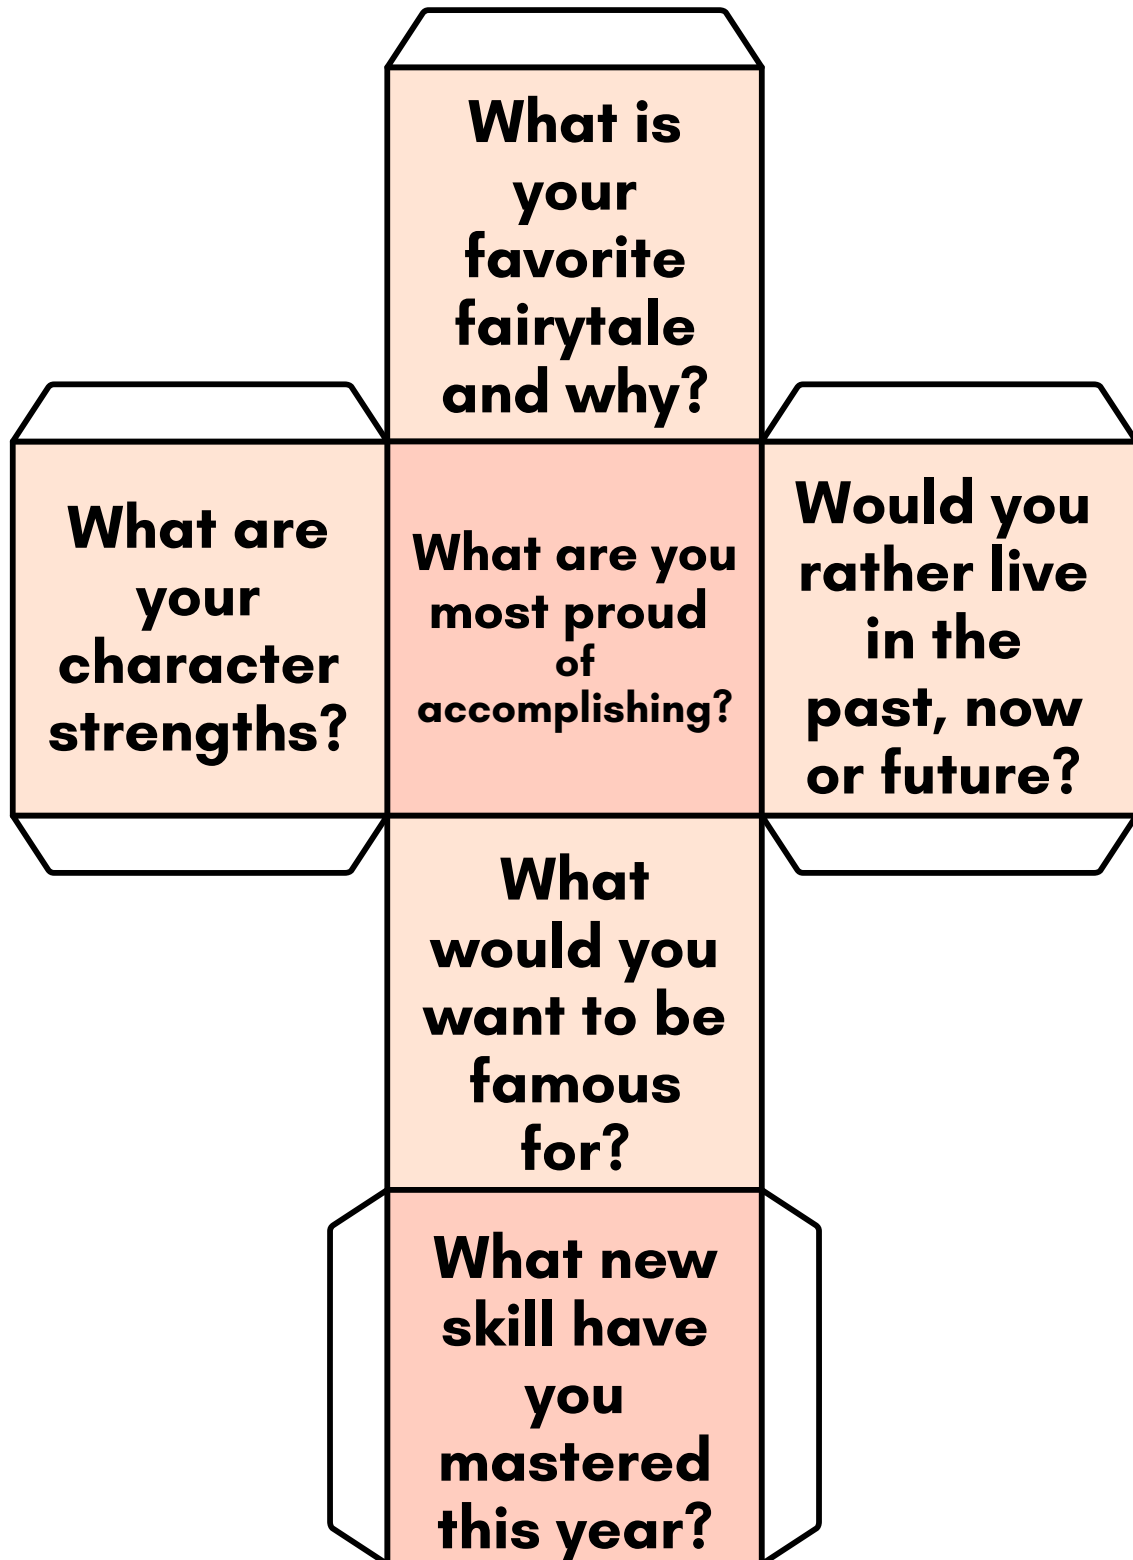 What is
your
favorite
fairytale
and why?
What are
your
character
strengths?
What are you
most proud
of
accomplishing?
Would you
rather live
in the
past, now
or future?
What
would you
want to be
famous
for?
What new
skill have
you
mastered
this year?